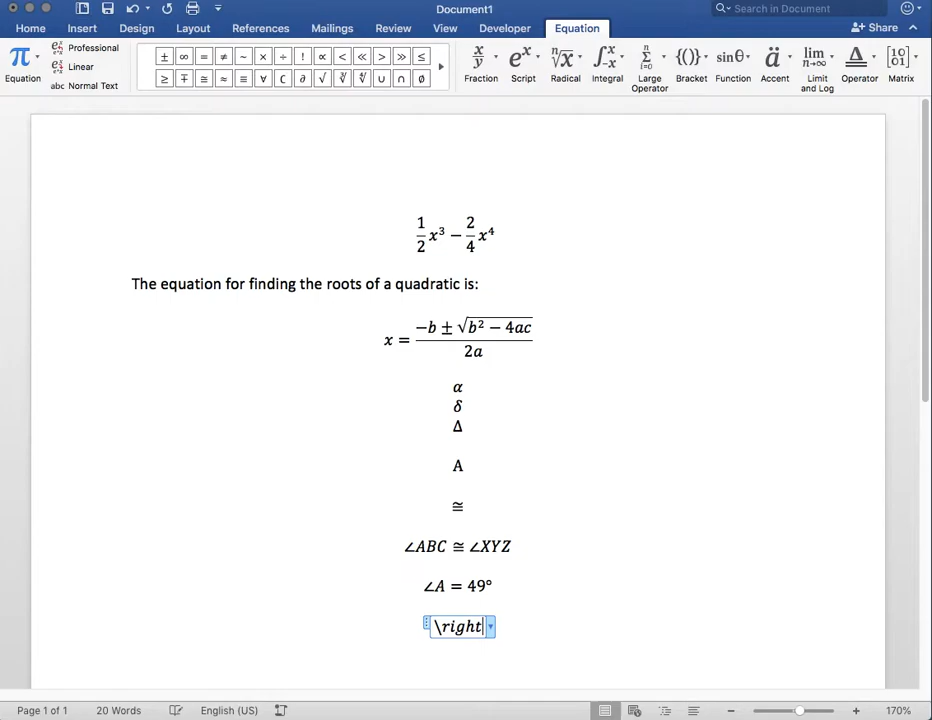 Document1
Search in Document
Home Insert Design Layout References Mailings Review View Developer Equation Share
Equation
Professional
Linear
abc Normal Text
± ∞ = ≠ ~ × ÷ ! ∝ < ≪ > ≫ ≤
≥ ∓ ≅ ≈ ≡ ∀ ∁ ∂ √ ∛ ∜ ∪ ∩ ∅
Fraction Script Radical Integral Large Operator Bracket Function Accent Limit and Log Operator Matrix
1/2 x³ − 2/4 x⁴
The equation for finding the roots of a quadratic is:
x = (−b ± √(b² − 4ac)) / 2a
α
δ
Δ
A
≅
∠ABC ≅ ∠XYZ
∠A = 49°
\right
Page 1 of 1 20 Words English (US) 170%